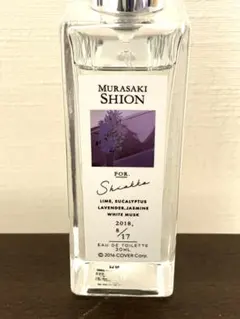 MURASAKI
SHION
FOR
LIME, EUCALYPTUS
LAVENDER, JASMINE
WHITE MUSK
2018,
8/17
EAU DE TOILETTE
30ML
© 2016 COVER Corp.